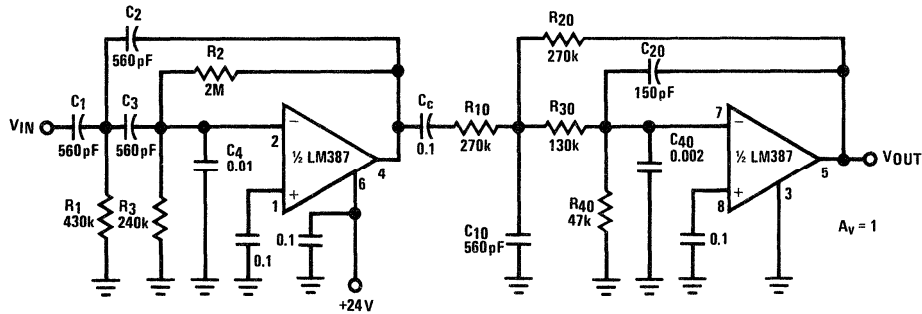 C2
560pF
R2
2M
VIN
C1
560pF
C3
560pF
R1
430k
R3
240k
C4
0.01
0.1
−
2
½ LM387
+
1
6
4
0.1
+24V
Cc
0.1
R10
270k
R20
270k
C20
150pF
R30
130k
C10
560pF
R40
47k
C40
0.002
−
7
½ LM387
+
8
3
5
0.1
VOUT
Av = 1